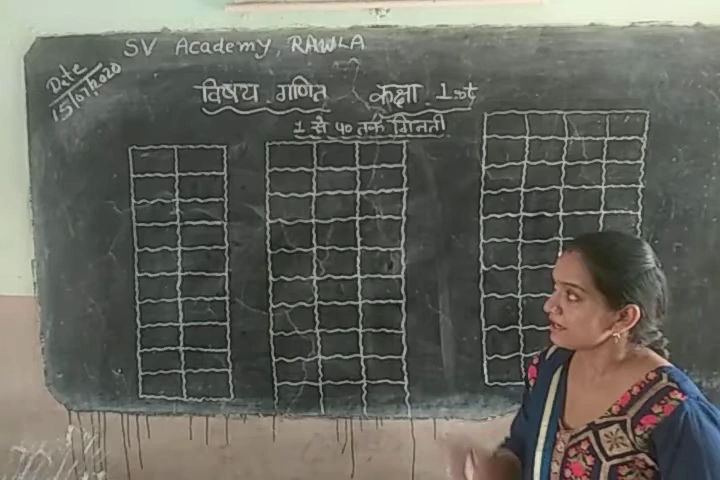 SV Academy, RAWLA
Date
15/07/2020
विषय - गणित कक्षा - 1st
1 से 50 तक गिनती